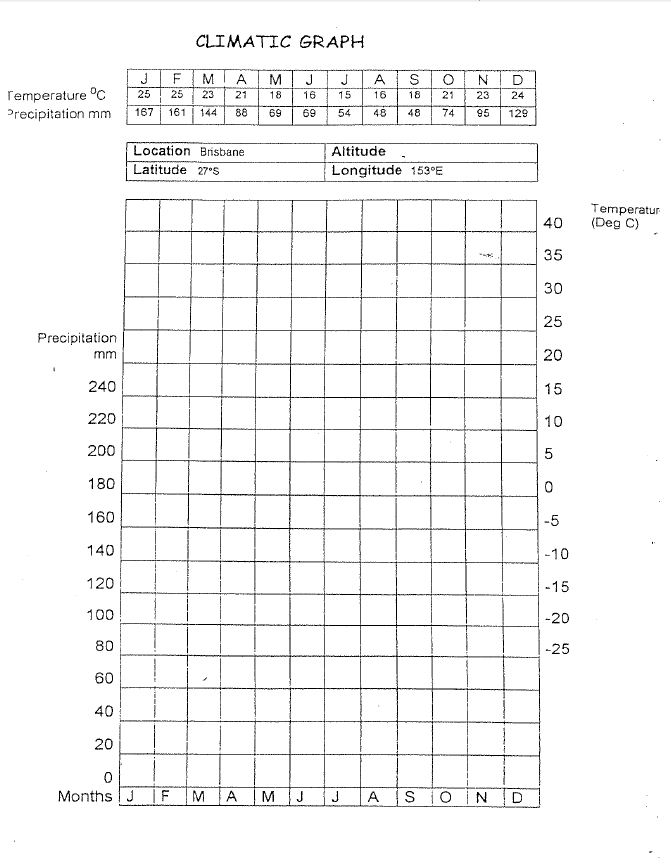 CLIMATIC GRAPH
J F M A M J J A S O N D
Temperature °C 25 25 23 21 18 16 15 16 18 21 23 24
Precipitation mm 167 161 144 88 69 69 54 48 48 74 95 129
Location Brisbane Altitude
Latitude 27°S Longitude 153°E
Temperatur
40 (Deg C)
35
30
25
Precipitation
mm 20
240 15
220 10
200 5
180 0
160 -5
140 -10
120 -15
100 -20
80 -25
60
40
20
0
Months J F M A M J J A S O N D